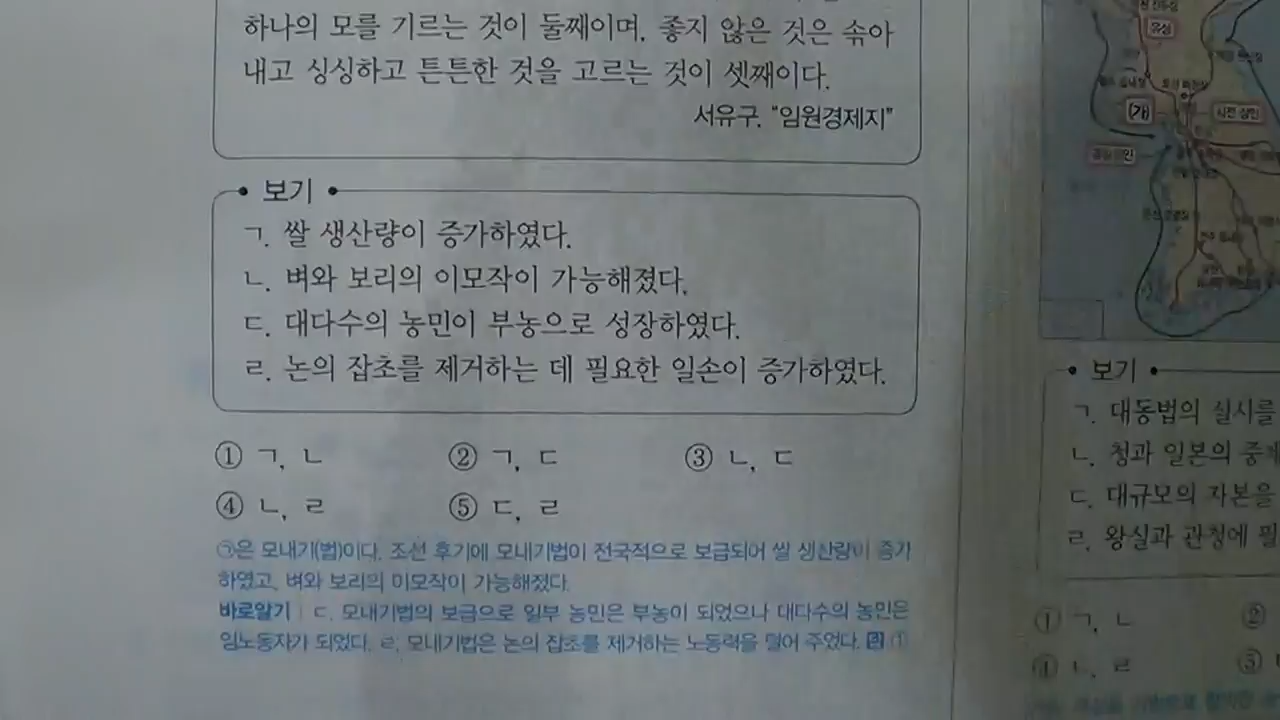 하나의 모를 기르는 것이 둘째이며, 좋지 않은 것은 솎아
내고 싱싱하고 튼튼한 것을 고르는 것이 셋째이다.
서유구, “임원경제지”
보기
ㄱ. 쌀 생산량이 증가하였다.
ㄴ. 벼와 보리의 이모작이 가능해졌다.
ㄷ. 대다수의 농민이 부농으로 성장하였다.
ㄹ. 논의 잡초를 제거하는 데 필요한 일손이 증가하였다.
① ㄱ, ㄴ ② ㄱ, ㄷ ③ ㄴ, ㄷ
④ ㄴ, ㄹ ⑤ ㄷ, ㄹ
㉠은 모내기(법)이다. 조선 후기에 모내기법이 전국적으로 보급되어 쌀 생산량이 증가
하였고, 벼와 보리의 이모작이 가능해졌다.
바로알기 | ㄷ. 모내기법의 보급으로 일부 농민은 부농이 되었으나 대다수의 농민은
임노동자가 되었다. ㄹ. 모내기법은 논의 잡초를 제거하는 노동력을 덜어 주었다. 답 ①
유상
(가)
보기
ㄱ. 대동법의 실시를
ㄴ. 청과 일본의
ㄷ. 대규모의 자본을
ㄹ. 왕실과 관청에
① ㄱ, ㄴ ②
④ ㄴ, ㄹ ⑤